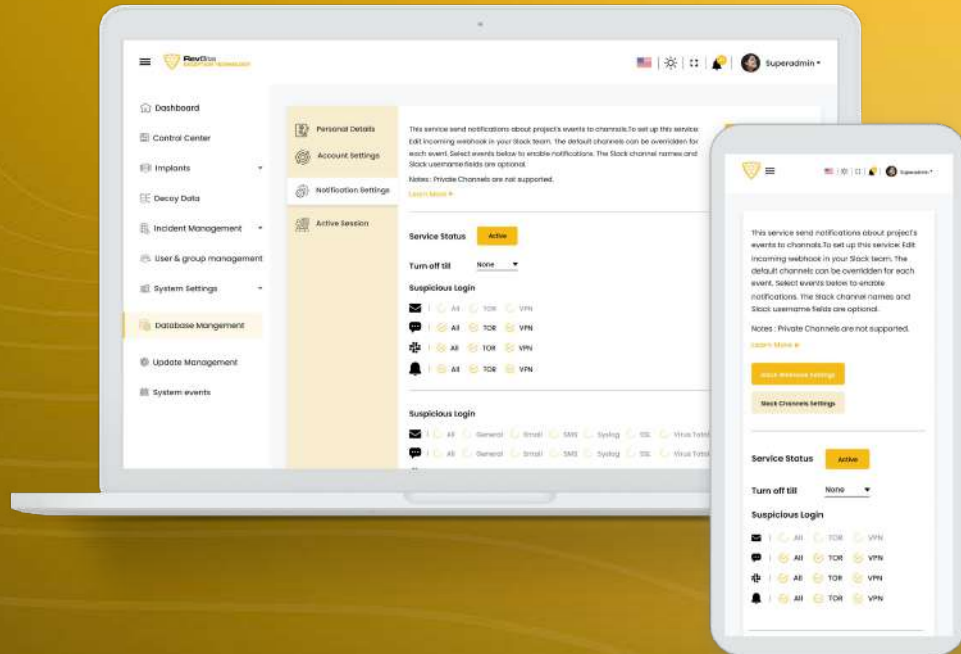 RevBits
DECEPTION TECHNOLOGY
Superadmin
Dashboard
Control Center
Implants
Decoy Data
Incident Management
User & group management
System Settings
Database Mangement
Update Management
System events
Personal Details
Account Settings
Notification Settings
Active Session
This service send notifications about project's events to channels.To set up this service:
Edit incoming webhook in your Slack team. The default channels can be overridden for
each event. Select events below to enable notifications. The Slack channel names and
Slack username fields are optional.
Notes : Private Channels are not supported.
Learn More
Service Status Active
Turn off till None
Suspicious Login
All TOR VPN
All TOR VPN
All TOR VPN
All TOR VPN
Suspicious Login
All General Email SMS Syslog SSL Virus Total
All General Email SMS Syslog SSL Virus Total
Superadmin
This service send notifications about project's
events to channels.To set up this service: Edit
incoming webhook in your Slack team. The
default channels can be overridden for each
event. Select events below to enable
notifications. The Slack channel names and
Slack username fields are optional.
Notes : Private Channels are not supported.
Learn More
Slack Webhook Settings
Slack Channels Settings
Service Status Active
Turn off till None
Suspicious Login
All TOR VPN
All TOR VPN
All TOR VPN
All TOR VPN